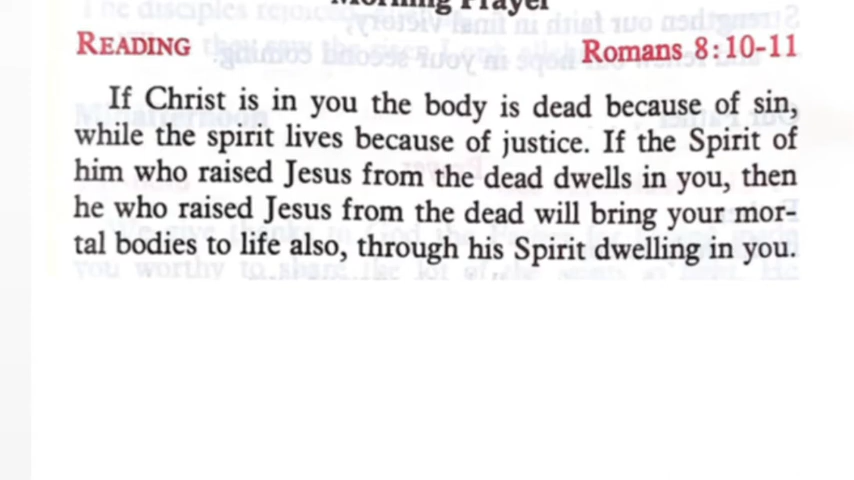 Morning Prayer
READING Romans 8:10-11
If Christ is in you the body is dead because of sin,
while the spirit lives because of justice. If the Spirit of
him who raised Jesus from the dead dwells in you, then
he who raised Jesus from the dead will bring your mor-
tal bodies to life also, through his Spirit dwelling in you.